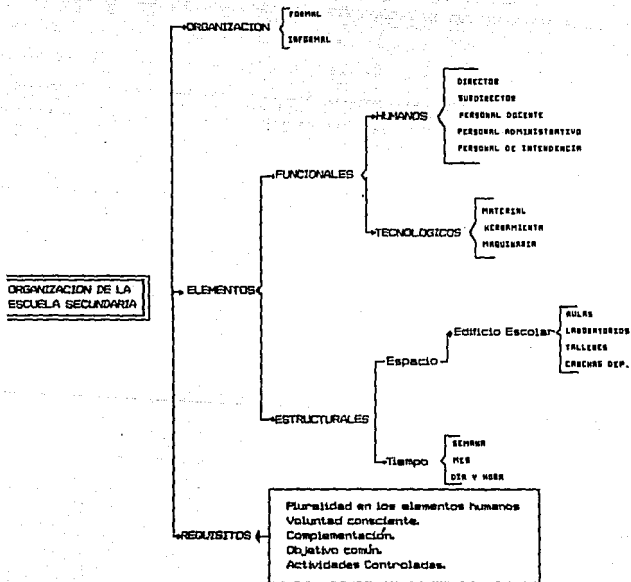 ORGANIZACION
FORMAL
INFORMAL
HUMANOS
DIRECTOR
SUBDIRECTOR
PERSONAL DOCENTE
PERSONAL ADMINISTRATIVO
PERSONAL DE INTENDENCIA
FUNCIONALES
TECNOLOGICOS
MATERIAL
HERRAMIENTA
MAQUINARIA
ORGANIZACION DE LA
ESCUELA SECUNDARIA
ELEMENTOS
Edificio Escolar
AULAS
LABORATORIOS
TALLERES
CANCHAS DEP.
Espacio
ESTRUCTURALES
Tiempo
SEMANA
MES
DIA Y HORA
REQUISITOS
Pluralidad en los elementos humanos
Voluntad consciente.
Complementación.
Objetivo común.
Actividades Controladas.